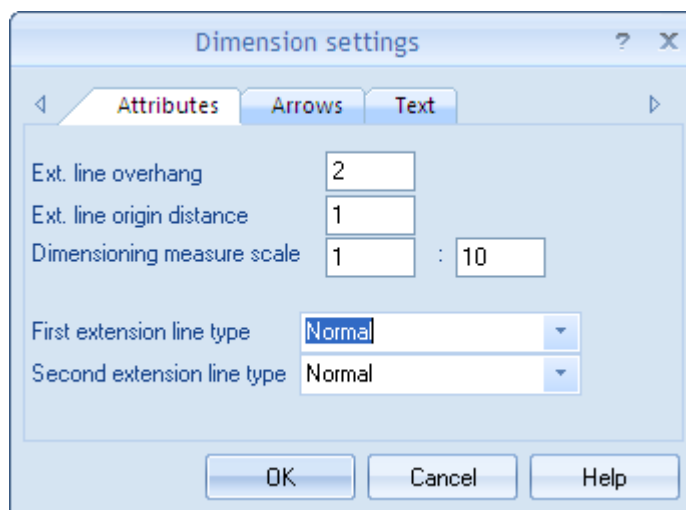 Dimension settings ? X
Attributes Arrows Text
Ext. line overhang 2
Ext. line origin distance 1
Dimensioning measure scale 1 : 10
First extension line type Normal
Second extension line type Normal
OK Cancel Help